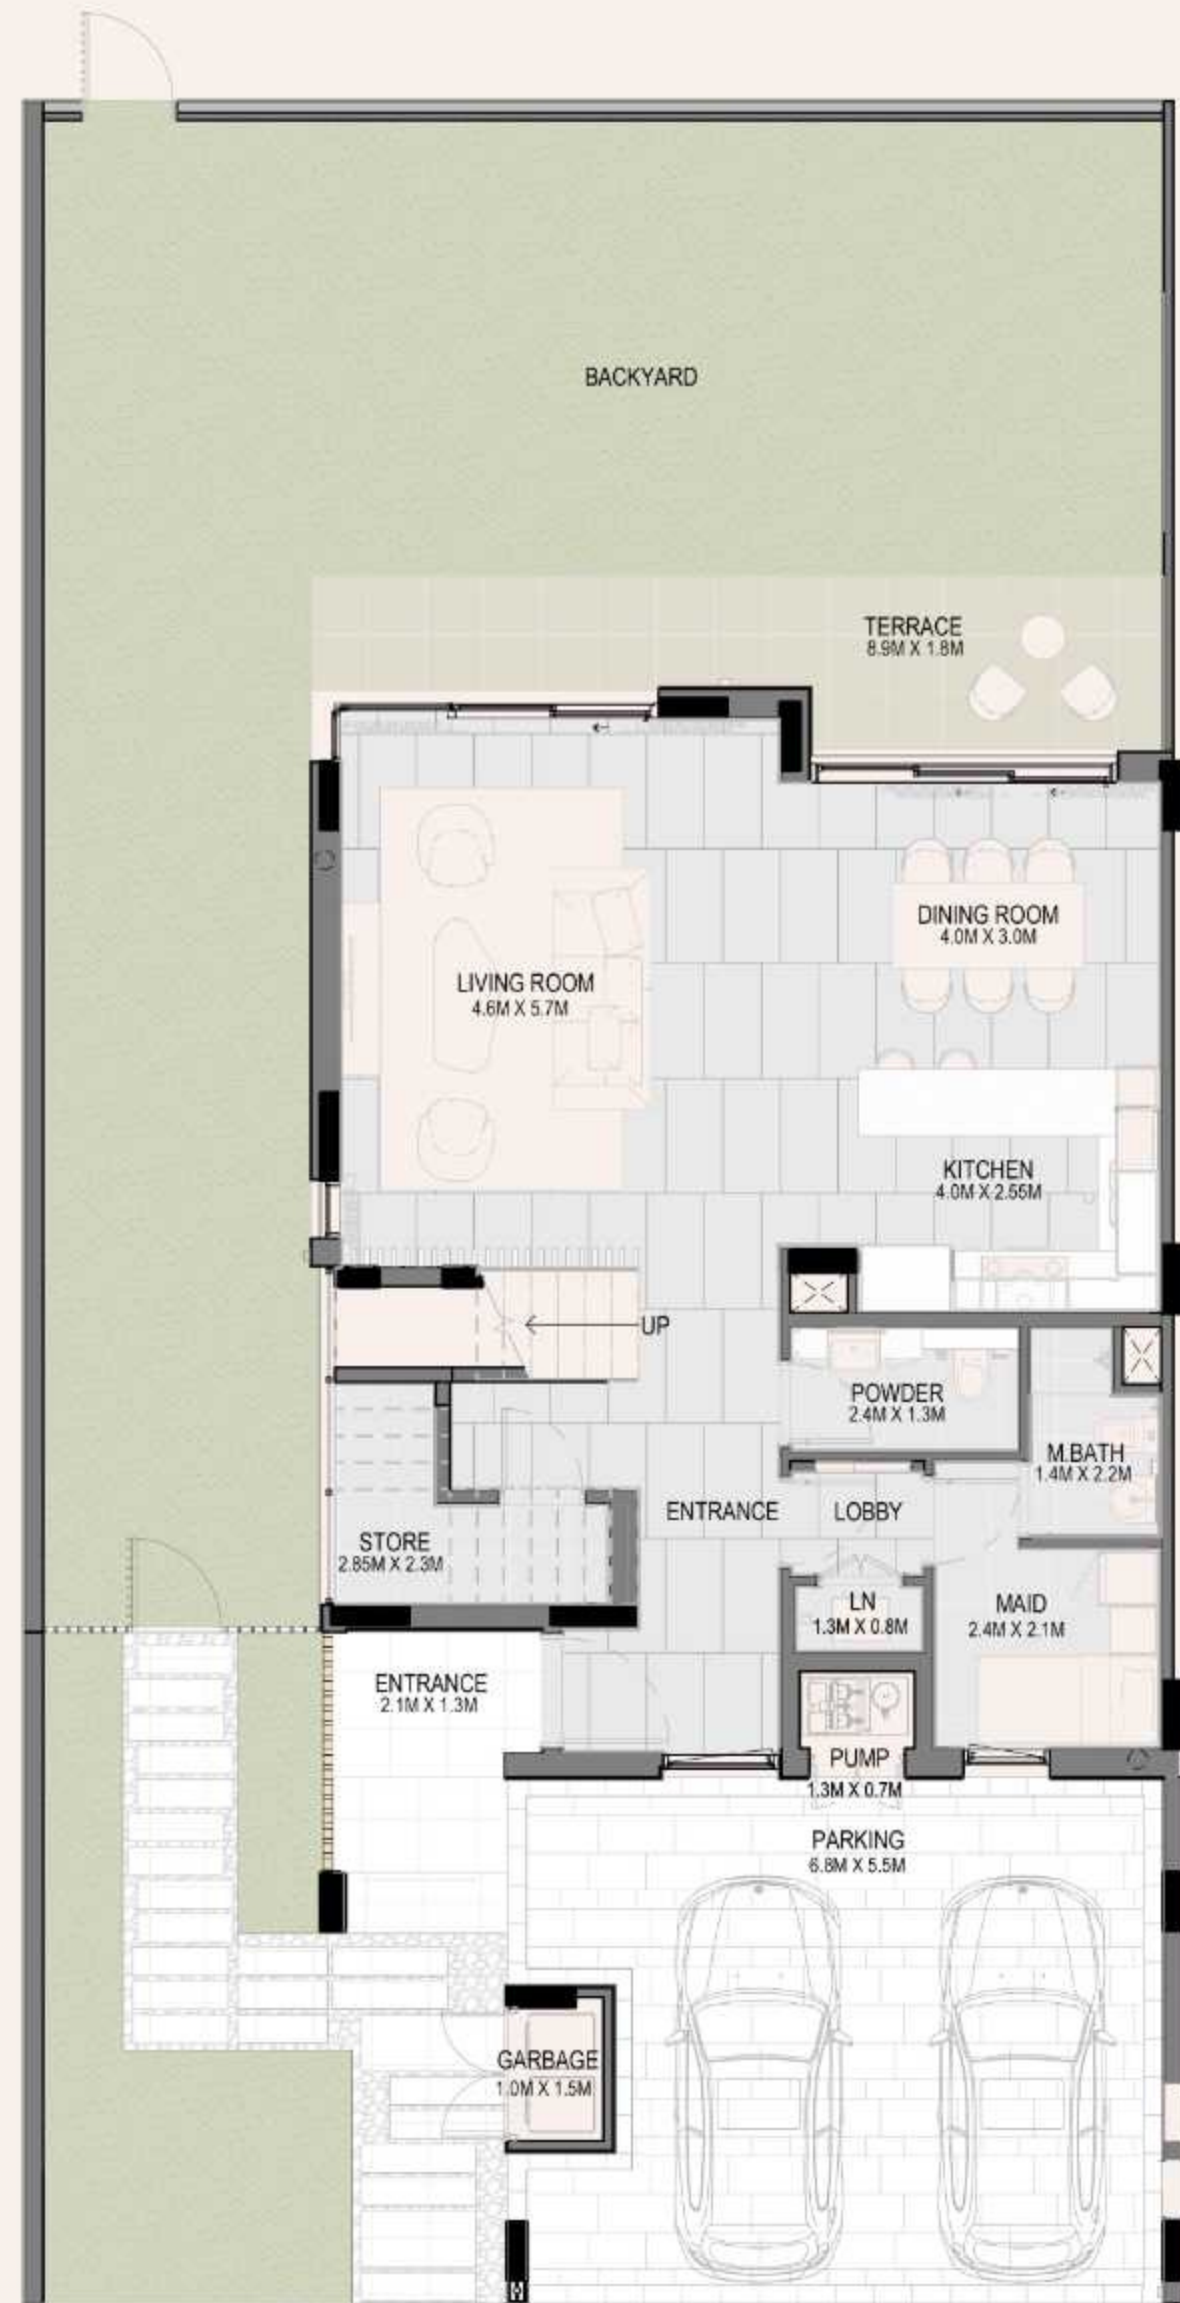 BACKYARD
TERRACE
8.9M X 1.8M
DINING ROOM
4.0M X 3.0M
LIVING ROOM
4.6M X 5.7M
KITCHEN
4.0M X 2.55M
UP
POWDER
2.4M X 1.3M
M.BATH
1.4M X 2.2M
ENTRANCE
LOBBY
STORE
2.85M X 2.3M
LN
1.3M X 0.8M
MAID
2.4M X 2.1M
ENTRANCE
2.1M X 1.3M
PUMP
1.3M X 0.7M
PARKING
6.8M X 5.5M
GARBAGE
1.0M X 1.5M